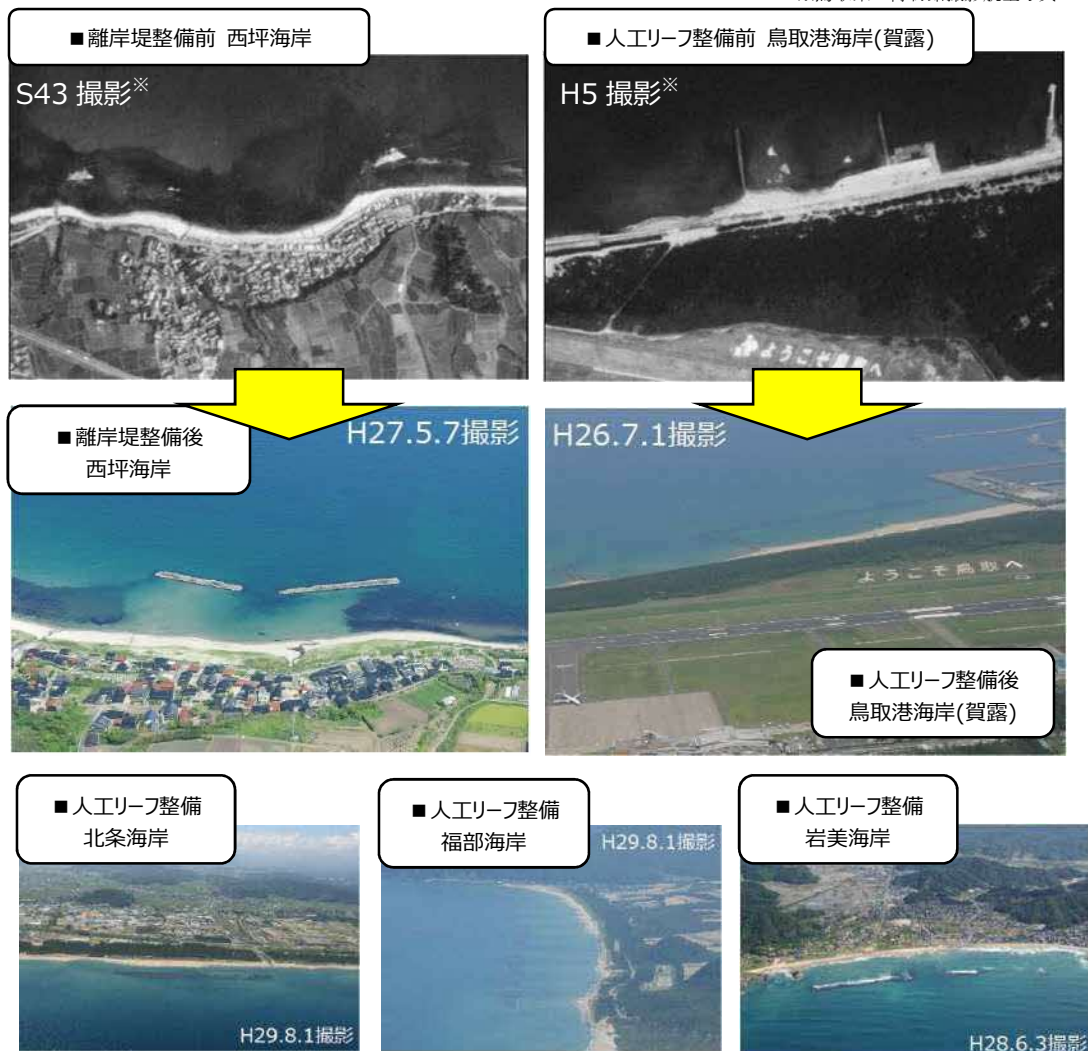 ■離岸堤整備前 西坪海岸
■人工リーフ整備前 鳥取港海岸(賀露)
S43 撮影※
H5 撮影※
ようこそ鳥取へ
■離岸堤整備後
西坪海岸
H27.5.7撮影
H26.7.1撮影
ようこそ鳥取へ
■人工リーフ整備後
鳥取港海岸(賀露)
■人工リーフ整備
北条海岸
■人工リーフ整備
福部海岸
■人工リーフ整備
岩美海岸
H29.8.1撮影
H29.8.1撮影
H28.6.3撮影